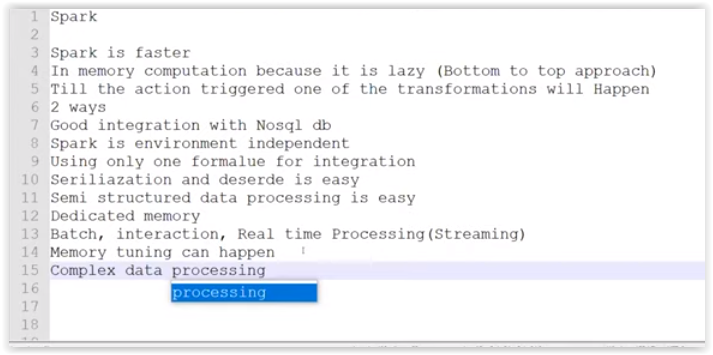 1 Spark
2
3 Spark is faster
4 In memory computation because it is lazy (Bottom to top approach)
5 Till the action triggered one of the transformations will Happen
6 2 ways
7 Good integration with Nosql db
8 Spark is environment independent
9 Using only one formalue for integration
10 Seriliazation and deserde is easy
11 Semi structured data processing is easy
12 Dedicated memory
13 Batch, interaction, Real time Processing(Streaming)
14 Memory tuning can happen
15 Complex data processing
16 processing
17
18